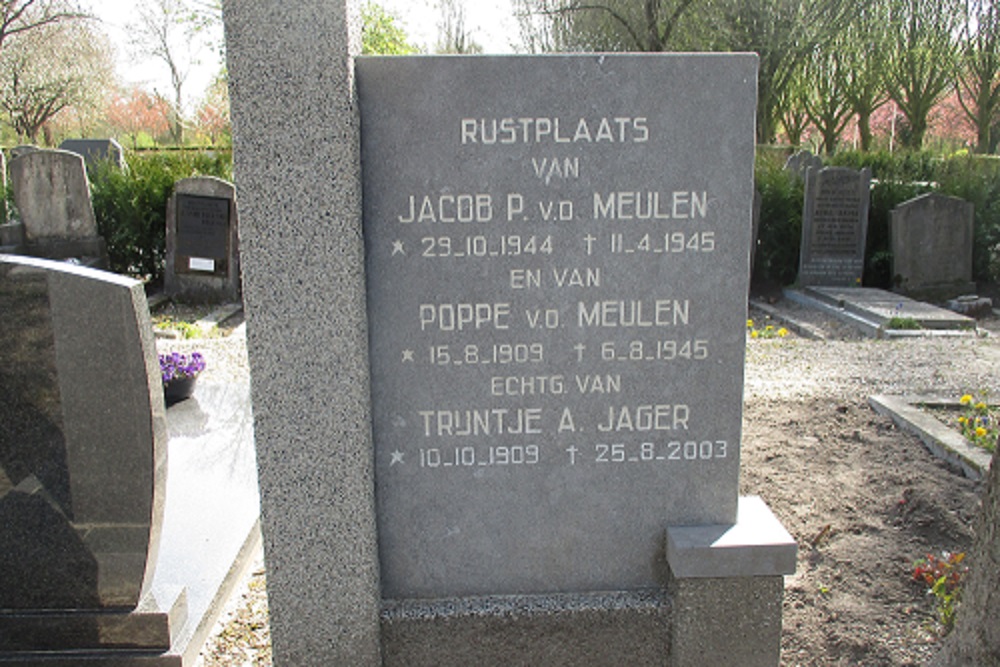 RUSTPLAATS
VAN
JACOB P. V.D. MEULEN
★ 29-10-1944 † 11-4-1945
EN VAN
POPPE V.D. MEULEN
★ 15-8-1909 † 6-8-1945
ECHTG. VAN
TRIJNTJE A. JAGER
★ 10-10-1909 † 25-8-2003